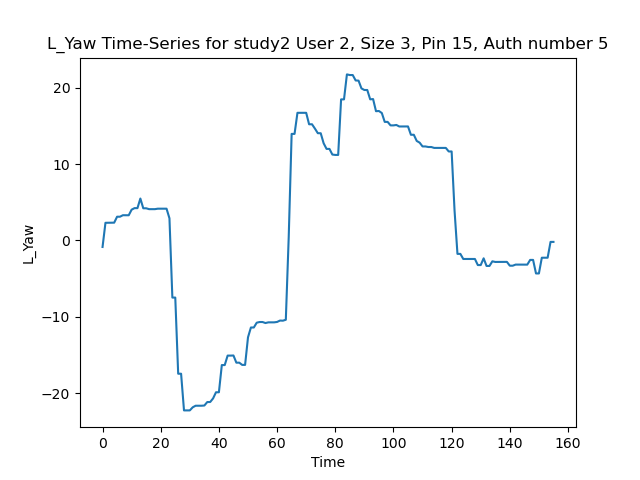 L_Yaw Time-Series for study2 User 2, Size 3, Pin 15, Auth number 5
20
10
0
−10
−20
L_Yaw
0 20 40 60 80 100 120 140 160
Time